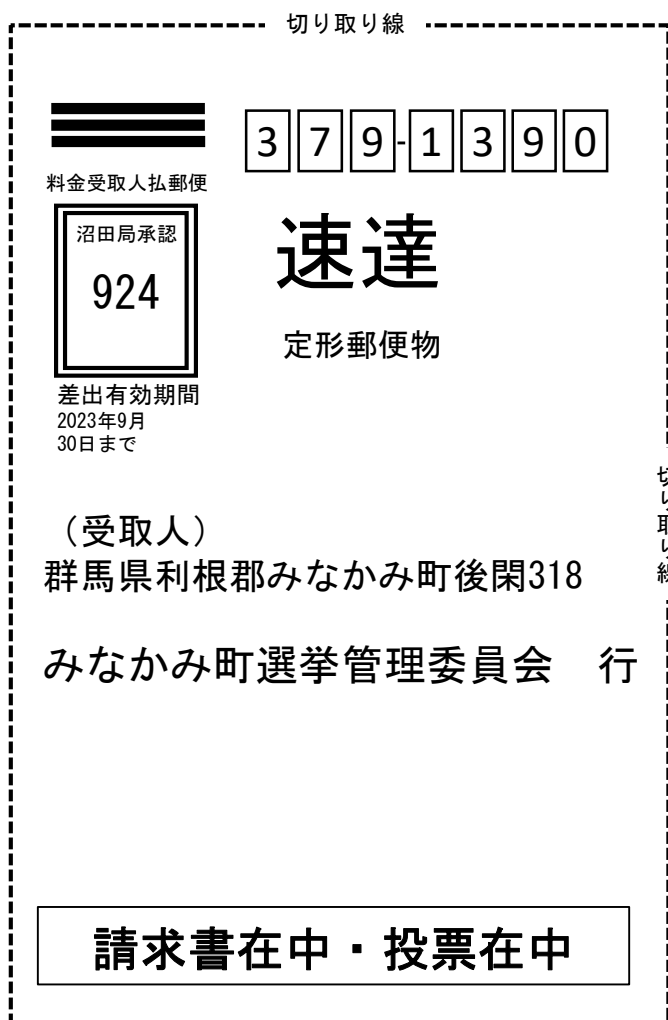 切り取り線
379-1390
料金受取人払郵便
沼田局承認
924
速達
定形郵便物
差出有効期間
2023年9月
30日まで
切り取り線
(受取人)
群馬県利根郡みなかみ町後閑318
みなかみ町選挙管理委員会　行
請求書在中・投票在中